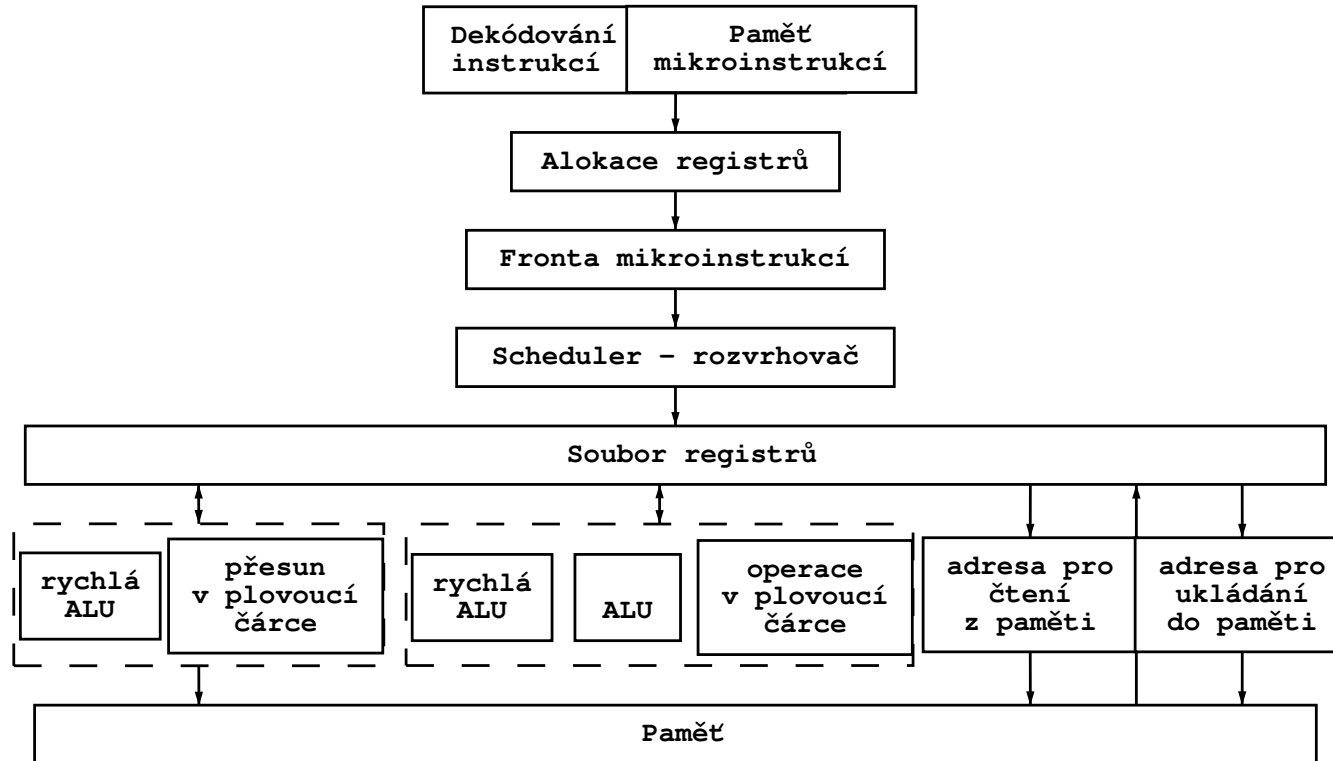 Dekódování
instrukcí
Paměť
mikroinstrukcí
Alokace registrů
Fronta mikroinstrukcí
Scheduler – rozvrhovač
Soubor registrů
rychlá
ALU
přesun
v plovoucí
čárce
rychlá
ALU
ALU
operace
v plovoucí
čárce
adresa pro
čtení
z paměti
adresa pro
ukládání
do paměti
Paměť